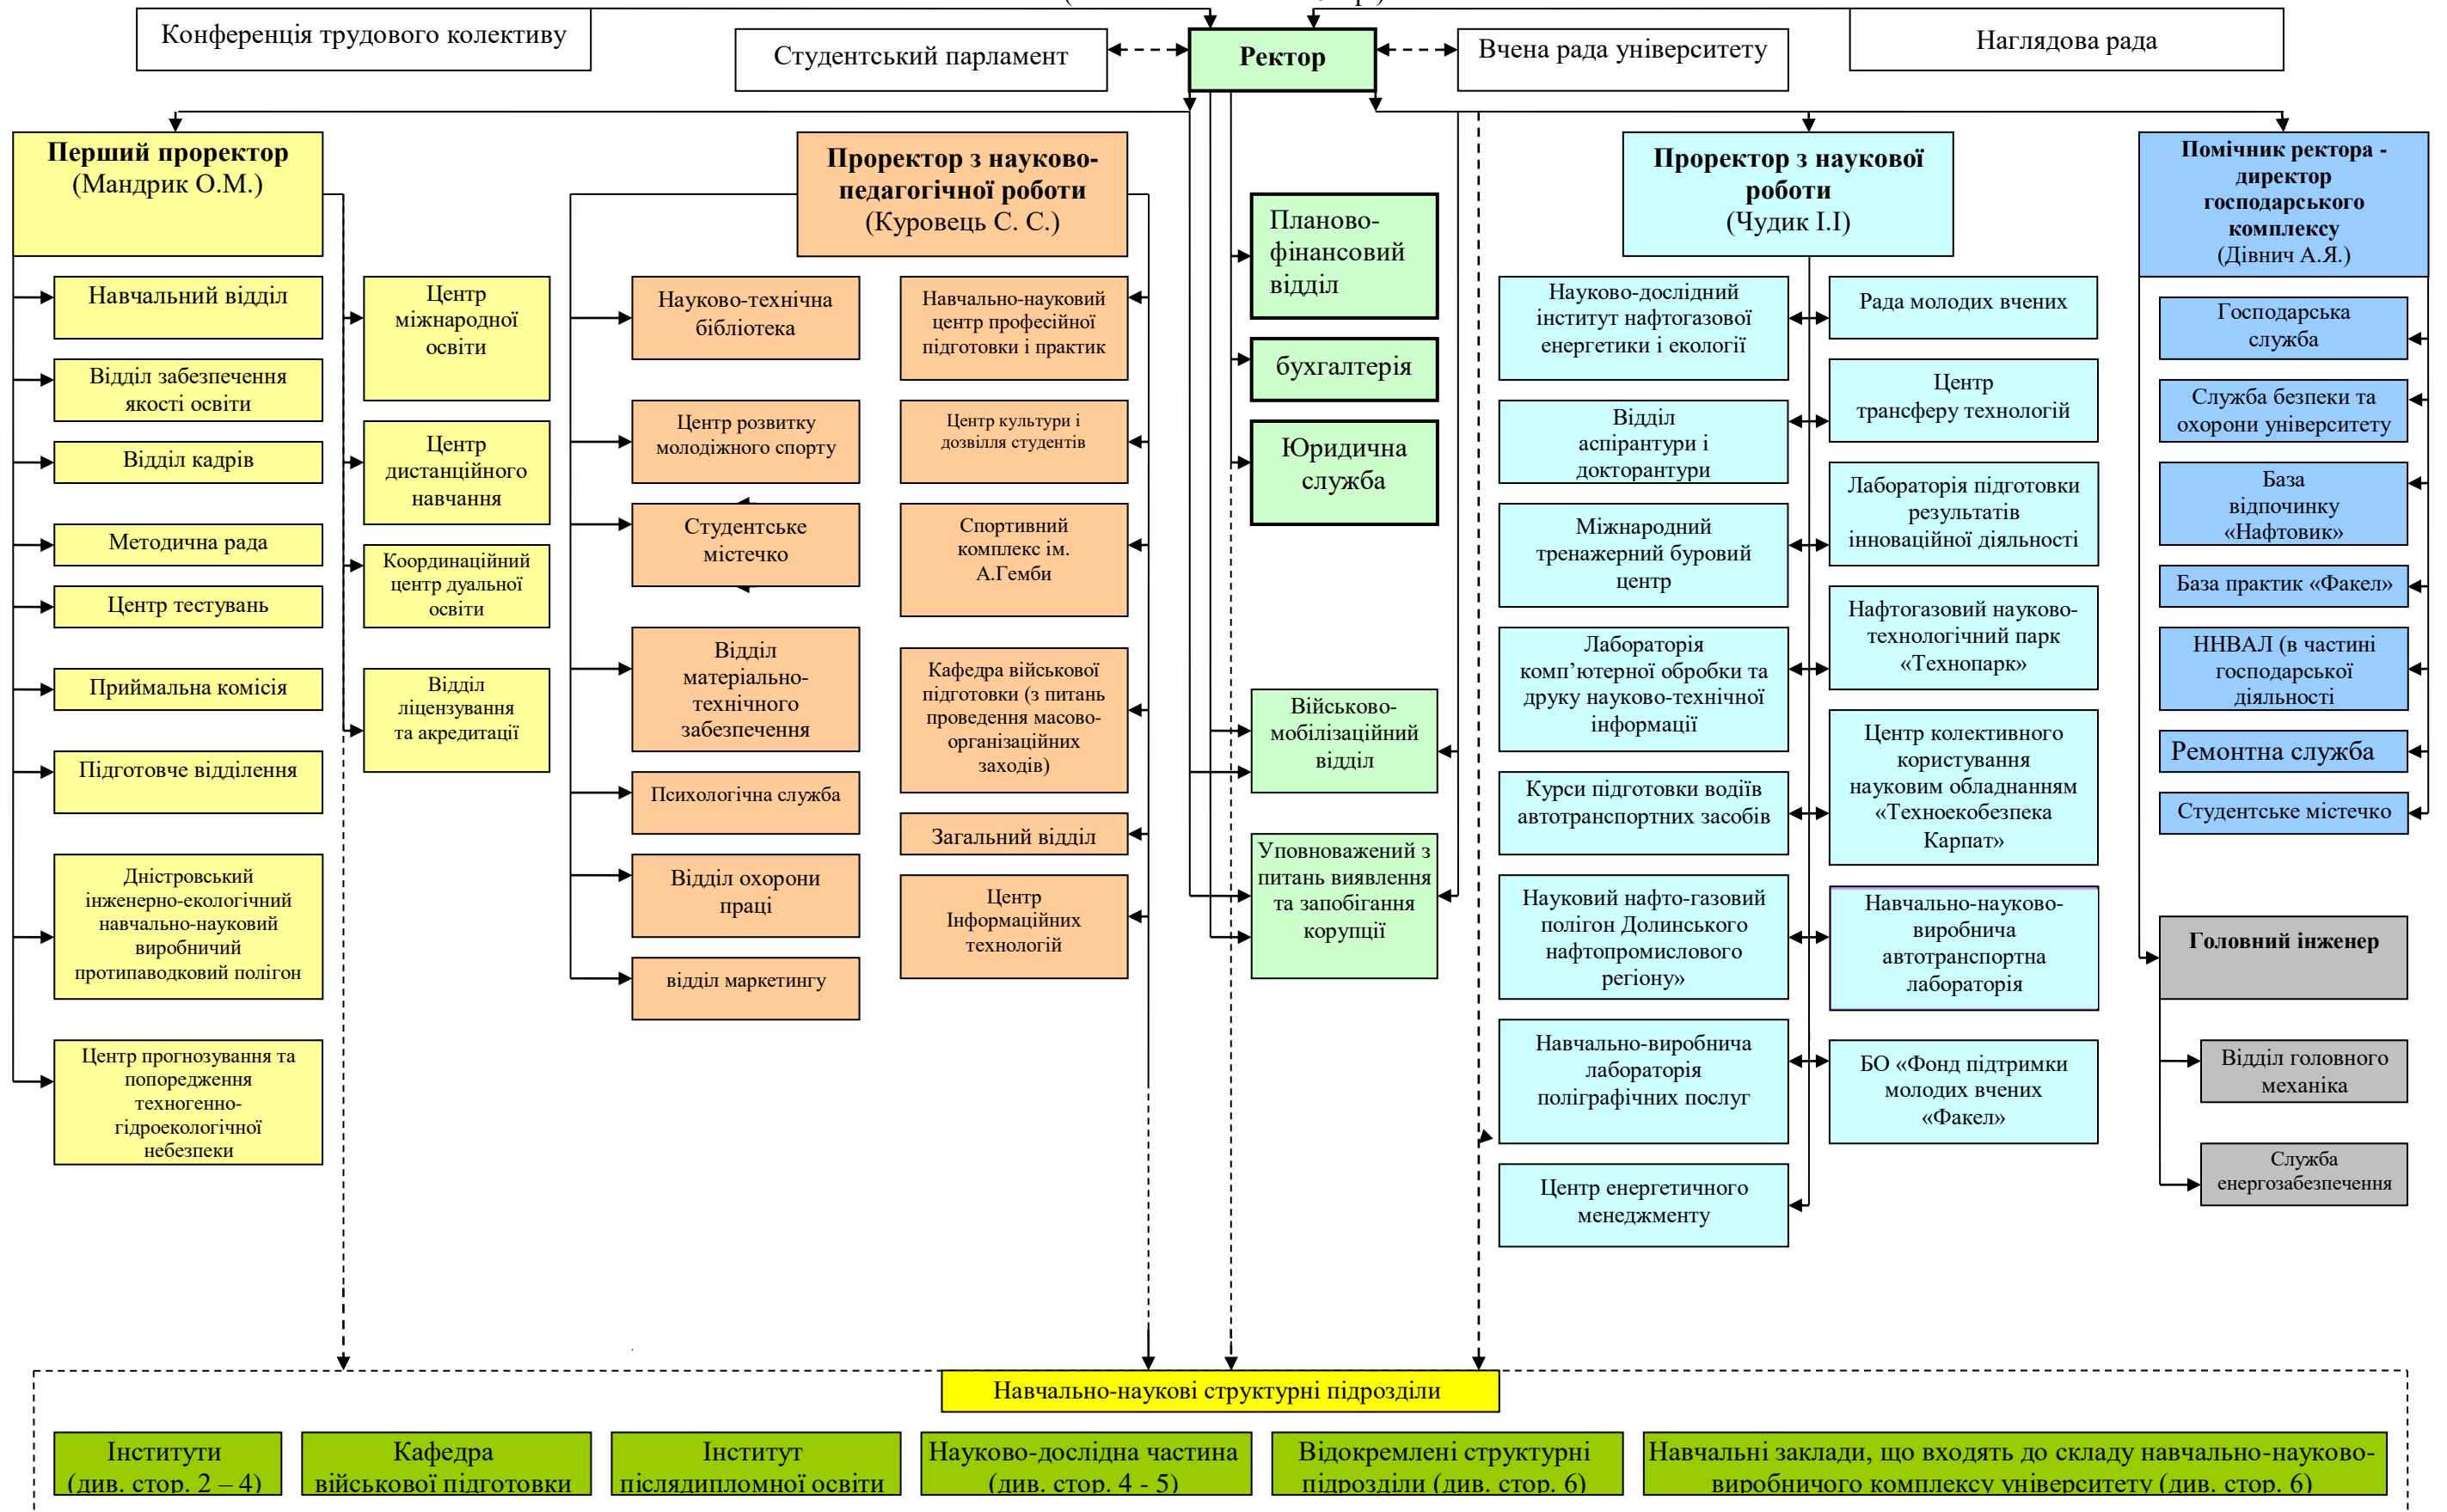 Конференція трудового колективу
Студентський парламент
Ректор
Вчена рада університету
Наглядова рада
Перший проректор
(Мандрик О.М.)
Навчальний відділ
Відділ забезпечення
якості освіти
Відділ кадрів
Методична рада
Центр тестувань
Приймальна комісія
Підготовче відділення
Дністровський
інженерно-екологічний
навчально-науковий
виробничий
протипаводковий полігон
Центр прогнозування та
попоредження
техногенно-
гідроекологічної
небезпеки
Центр
міжнародної
освіти
Центр
дистанційного
навчання
Координаційний
центр дуальної
освіти
Відділ
ліцензування
та акредитації
Проректор з науково-
педагогічної роботи
(Куровець С. С.)
Науково-технічна
бібліотека
Центр розвитку
молодіжного спорту
Студентське
містечко
Відділ
матеріально-
технічного
забезпечення
Психологічна служба
Відділ охорони
праці
відділ маркетингу
Навчально-науковий
центр професійної
підготовки і практик
Центр культури і
дозвілля студентів
Спортивний
комплекс ім.
А.Гемби
Кафедра військової
підготовки (з питань
проведення масово-
організаційних
заходів)
Загальний відділ
Центр
Інформаційних
технологій
Планово-
фінансовий
відділ
бухгалтерія
Юридична
служба
Військово-
мобілізаційний
відділ
Уповноважений з
питань виявлення
та запобігання
корупції
Проректор з наукової
роботи
(Чудик І.І)
Науково-дослідний
інститут нафтогазової
енергетики і екології
Відділ
аспірантури і
докторантури
Міжнародний
тренажерний буровий
центр
Лабораторія
комп’ютерної обробки та
друку науково-технічної
інформації
Курси підготовки водіїв
автотранспортних засобів
Науковий нафто-газовий
полігон Долинського
нафтопромислового
регіону»
Навчально-виробнича
лабораторія
поліграфічних послуг
Центр енергетичного
менеджменту
Рада молодих вчених
Центр
трансферу технологій
Лабораторія підготовки
результатів
інноваційної діяльності
Нафтогазовий науково-
технологічний парк
«Технопарк»
Центр колективного
користування
науковим обладнанням
«Техноекобезпека
Карпат»
Навчально-науково-
виробнича
автотранспортна
лабораторія
БО «Фонд підтримки
молодих вчених
«Факел»
Помічник ректора -
директор
господарського
комплексу
(Дівнич А.Я.)
Господарська
служба
Служба безпеки та
охорони університету
База
відпочинку
«Нафтовик»
База практик «Факел»
ННВАЛ (в частині
господарської
діяльності
Ремонтна служба
Студентське містечко
Головний інженер
Відділ головного
механіка
Служба
енергозабезпечення
Навчально-наукові структурні підрозділи
Інститути
(див. стор. 2 – 4)
Кафедра
військової підготовки
Інститут
післядипломної освіти
Науково-дослідна частина
(див. стор. 4 - 5)
Відокремлені структурні
підрозділи (див. стор. 6)
Навчальні заклади, що входять до складу навчально-науково-
виробничого комплексу університету (див. стор. 6)